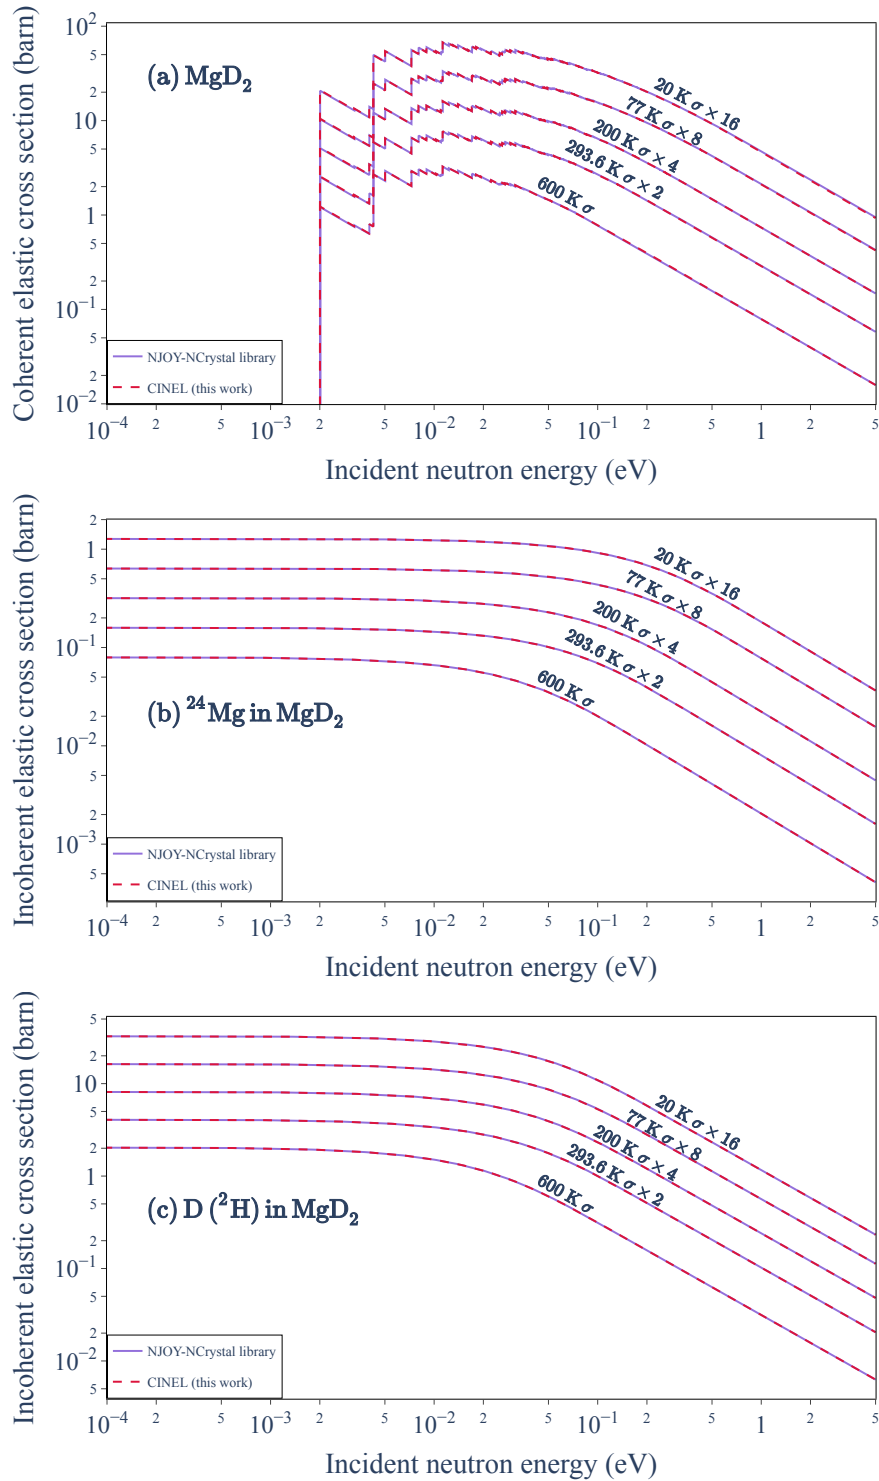 Coherent elastic cross section (barn)
10²
5
2
10
5
2
1
5
2
10⁻¹
5
2
10⁻²
(a) MgD₂
20 K σ × 16
77 K σ × 8
200 K σ × 4
293.6 K σ × 2
600 K σ
NJOY-NCrystal library
CINEL (this work)
10⁻⁴ 2 5 10⁻³ 2 5 10⁻² 2 5 10⁻¹ 2 5 1 2 5
Incident neutron energy (eV)
Incoherent elastic cross section (barn)
2
1
5
2
10⁻¹
5
2
10⁻²
5
2
10⁻³
5
20 K σ × 16
77 K σ × 8
200 K σ × 4
293.6 K σ × 2
600 K σ
(b) ²⁴Mg in MgD₂
NJOY-NCrystal library
CINEL (this work)
10⁻⁴ 2 5 10⁻³ 2 5 10⁻² 2 5 10⁻¹ 2 5 1 2 5
Incident neutron energy (eV)
Incoherent elastic cross section (barn)
5
2
10
5
2
1
5
2
10⁻¹
5
2
10⁻²
5
20 K σ × 16
77 K σ × 8
200 K σ × 4
293.6 K σ × 2
600 K σ
(c) D (²H) in MgD₂
NJOY-NCrystal library
CINEL (this work)
10⁻⁴ 2 5 10⁻³ 2 5 10⁻² 2 5 10⁻¹ 2 5 1 2 5
Incident neutron energy (eV)